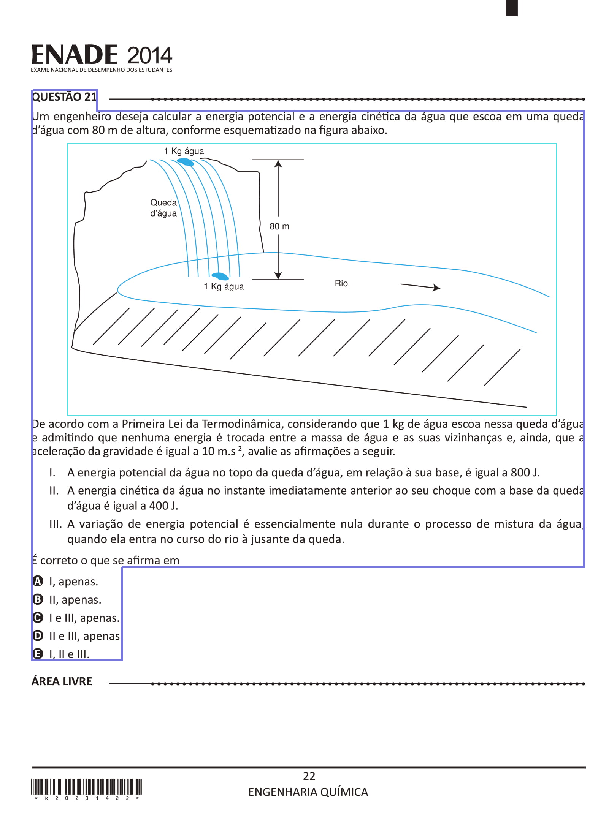 ENADE 2014
EXAME NACIONAL DE DESEMPENHO DOS ESTUDANTES
QUESTÃO 21
Um engenheiro deseja calcular a energia potencial e a energia cinética da água que escoa em uma queda
d’água com 80 m de altura, conforme esquematizado na figura abaixo.
1 Kg água
Queda
d’água
80 m
1 Kg água
Rio
De acordo com a Primeira Lei da Termodinâmica, considerando que 1 kg de água escoa nessa queda d’água
e admitindo que nenhuma energia é trocada entre a massa de água e as suas vizinhanças e, ainda, que a
aceleração da gravidade é igual a 10 m.s⁻², avalie as afirmações a seguir.
I. A energia potencial da água no topo da queda d’água, em relação à sua base, é igual a 800 J.
II. A energia cinética da água no instante imediatamente anterior ao seu choque com a base da queda
d’água é igual a 400 J.
III. A variação de energia potencial é essencialmente nula durante o processo de mistura da água,
quando ela entra no curso do rio à jusante da queda.
É correto o que se afirma em
A I, apenas.
B II, apenas.
C I e III, apenas.
D II e III, apenas
E I, II e III.
ÁREA LIVRE
22
ENGENHARIA QUÍMICA